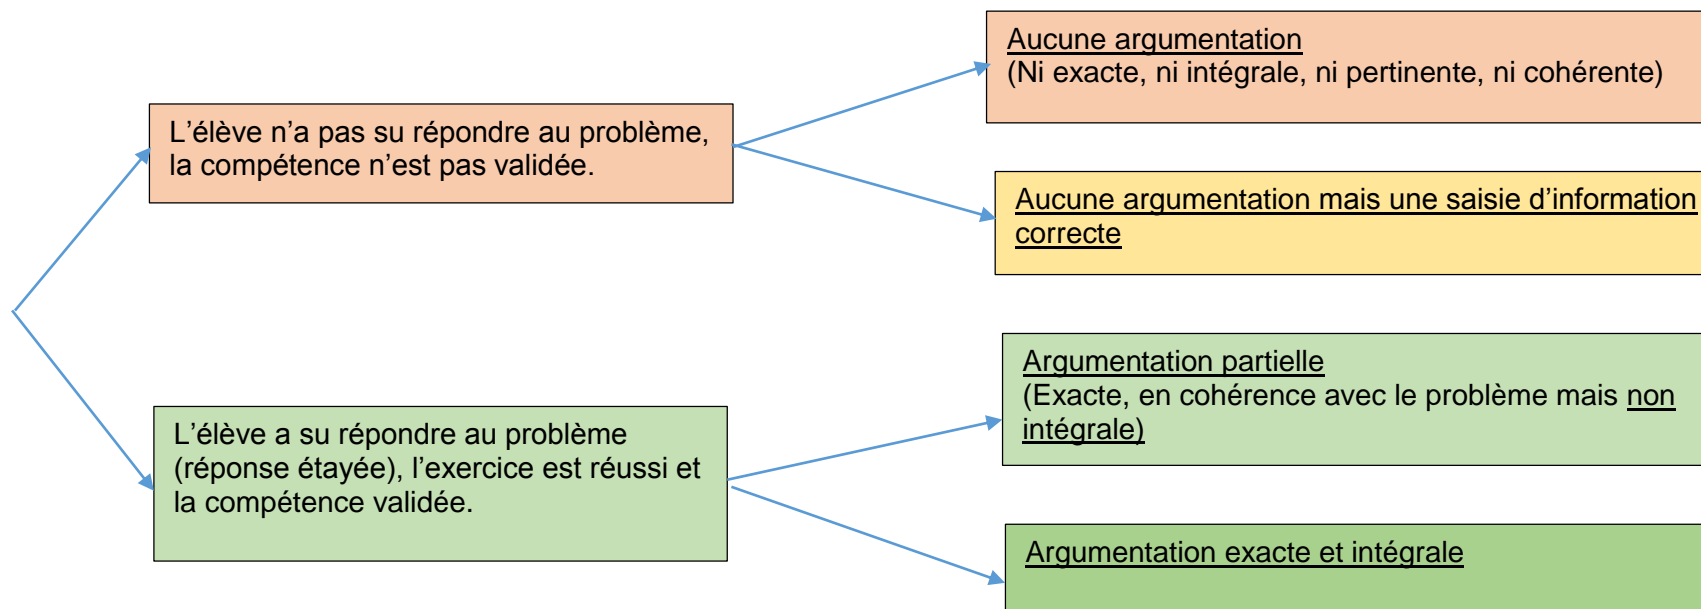 Aucune argumentation
(Ni exacte, ni intégrale, ni pertinente, ni cohérente)
L’élève n’a pas su répondre au problème,
la compétence n’est pas validée.
Aucune argumentation mais une saisie d’information
correcte
Argumentation partielle
(Exacte, en cohérence avec le problème mais non
intégrale)
L’élève a su répondre au problème
(réponse étayée), l’exercice est réussi et
la compétence validée.
Argumentation exacte et intégrale